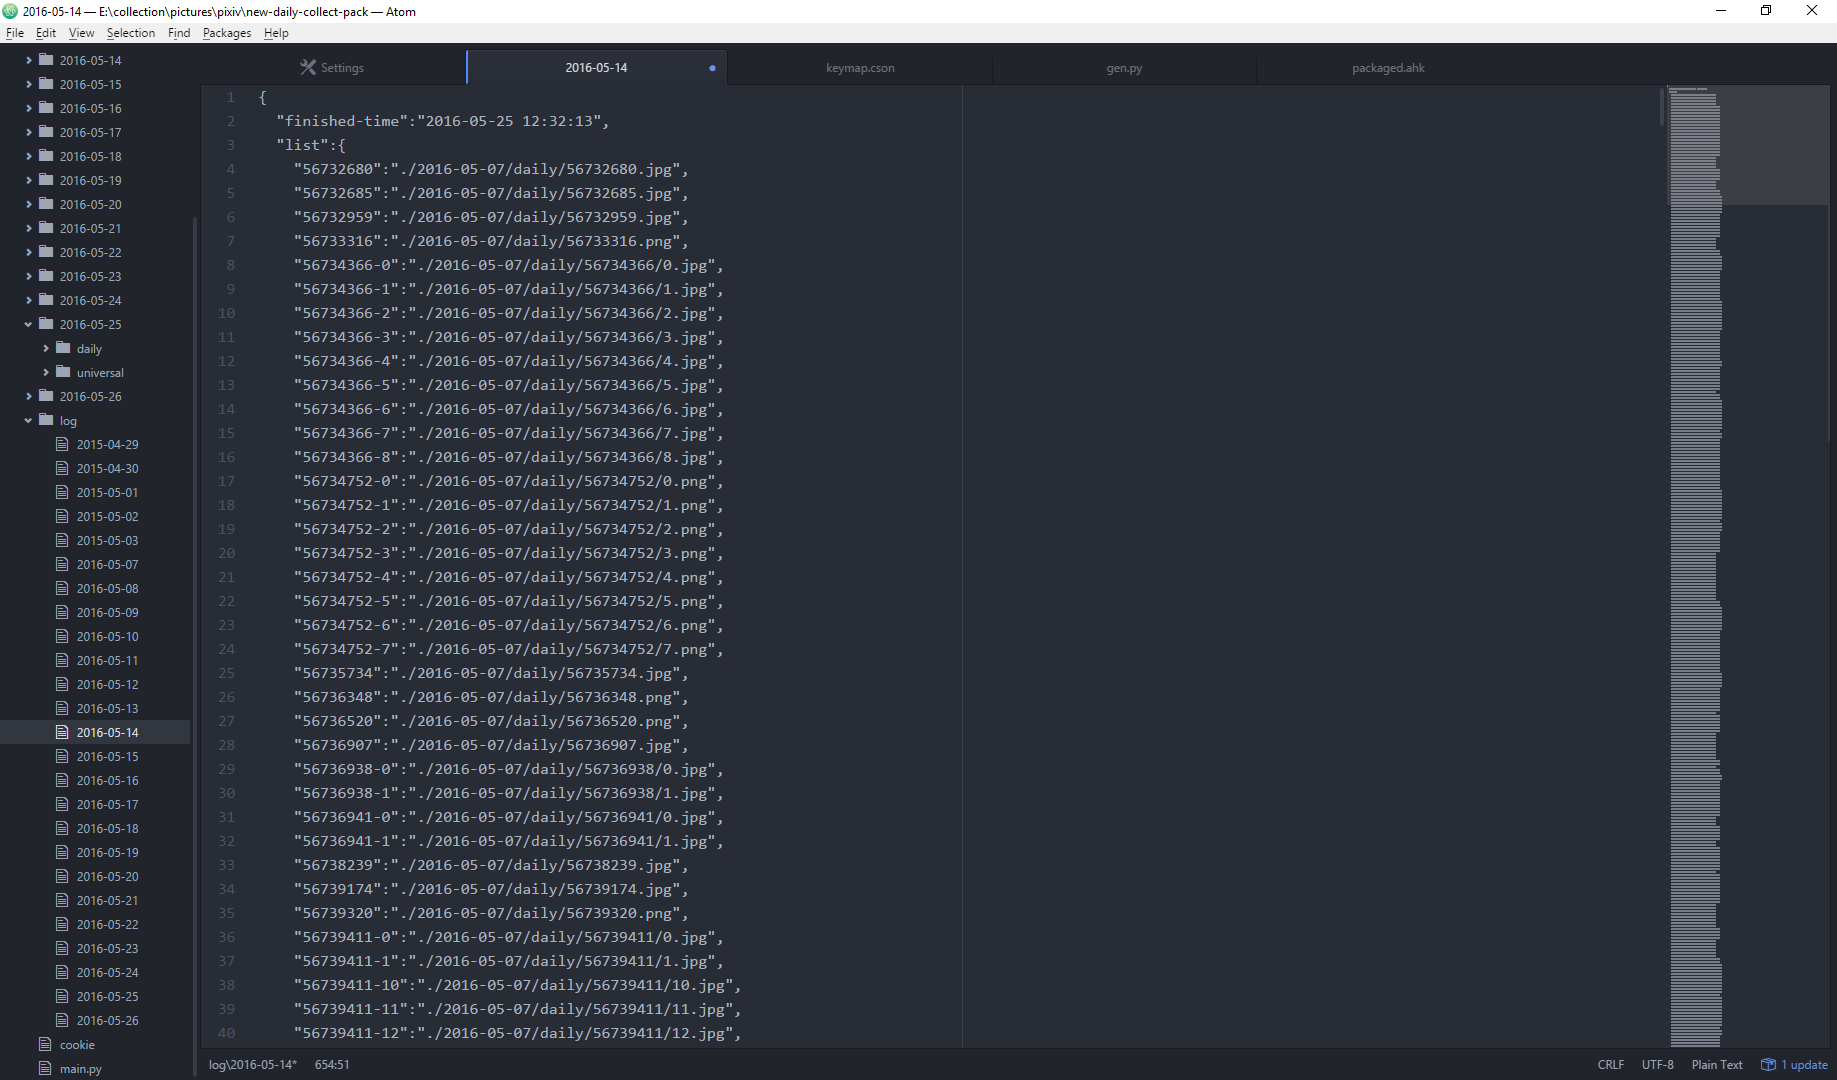 2016-05-14 — E:\collection\pictures\pixiv\new-daily-collect-pack — Atom
File Edit View Selection Find Packages Help
2016-05-14
2016-05-15
2016-05-16
2016-05-17
2016-05-18
2016-05-19
2016-05-20
2016-05-21
2016-05-22
2016-05-23
2016-05-24
2016-05-25
daily
universal
2016-05-26
log
2015-04-29
2015-04-30
2015-05-01
2015-05-02
2015-05-03
2016-05-07
2016-05-08
2016-05-09
2016-05-10
2016-05-11
2016-05-12
2016-05-13
2016-05-14
2016-05-15
2016-05-16
2016-05-17
2016-05-18
2016-05-19
2016-05-20
2016-05-21
2016-05-22
2016-05-23
2016-05-24
2016-05-25
2016-05-26
cookie
main.py
Settings 2016-05-14 keymap.cson gen.py packaged.ahk
1 {
2 "finished-time":"2016-05-25 12:32:13",
3 "list":{
4 "56732680":"./2016-05-07/daily/56732680.jpg",
5 "56732685":"./2016-05-07/daily/56732685.jpg",
6 "56732959":"./2016-05-07/daily/56732959.jpg",
7 "56733316":"./2016-05-07/daily/56733316.png",
8 "56734366-0":"./2016-05-07/daily/56734366/0.jpg",
9 "56734366-1":"./2016-05-07/daily/56734366/1.jpg",
10 "56734366-2":"./2016-05-07/daily/56734366/2.jpg",
11 "56734366-3":"./2016-05-07/daily/56734366/3.jpg",
12 "56734366-4":"./2016-05-07/daily/56734366/4.jpg",
13 "56734366-5":"./2016-05-07/daily/56734366/5.jpg",
14 "56734366-6":"./2016-05-07/daily/56734366/6.jpg",
15 "56734366-7":"./2016-05-07/daily/56734366/7.jpg",
16 "56734366-8":"./2016-05-07/daily/56734366/8.jpg",
17 "56734752-0":"./2016-05-07/daily/56734752/0.png",
18 "56734752-1":"./2016-05-07/daily/56734752/1.png",
19 "56734752-2":"./2016-05-07/daily/56734752/2.png",
20 "56734752-3":"./2016-05-07/daily/56734752/3.png",
21 "56734752-4":"./2016-05-07/daily/56734752/4.png",
22 "56734752-5":"./2016-05-07/daily/56734752/5.png",
23 "56734752-6":"./2016-05-07/daily/56734752/6.png",
24 "56734752-7":"./2016-05-07/daily/56734752/7.png",
25 "56735734":"./2016-05-07/daily/56735734.jpg",
26 "56736348":"./2016-05-07/daily/56736348.png",
27 "56736520":"./2016-05-07/daily/56736520.png",
28 "56736907":"./2016-05-07/daily/56736907.jpg",
29 "56736938-0":"./2016-05-07/daily/56736938/0.jpg",
30 "56736938-1":"./2016-05-07/daily/56736938/1.jpg",
31 "56736941-0":"./2016-05-07/daily/56736941/0.jpg",
32 "56736941-1":"./2016-05-07/daily/56736941/1.jpg",
33 "56738239":"./2016-05-07/daily/56738239.jpg",
34 "56739174":"./2016-05-07/daily/56739174.jpg",
35 "56739320":"./2016-05-07/daily/56739320.png",
36 "56739411-0":"./2016-05-07/daily/56739411/0.jpg",
37 "56739411-1":"./2016-05-07/daily/56739411/1.jpg",
38 "56739411-10":"./2016-05-07/daily/56739411/10.jpg",
39 "56739411-11":"./2016-05-07/daily/56739411/11.jpg",
40 "56739411-12":"./2016-05-07/daily/56739411/12.jpg",
log\2016-05-14* 654:51 CRLF UTF-8 Plain Text 1 update